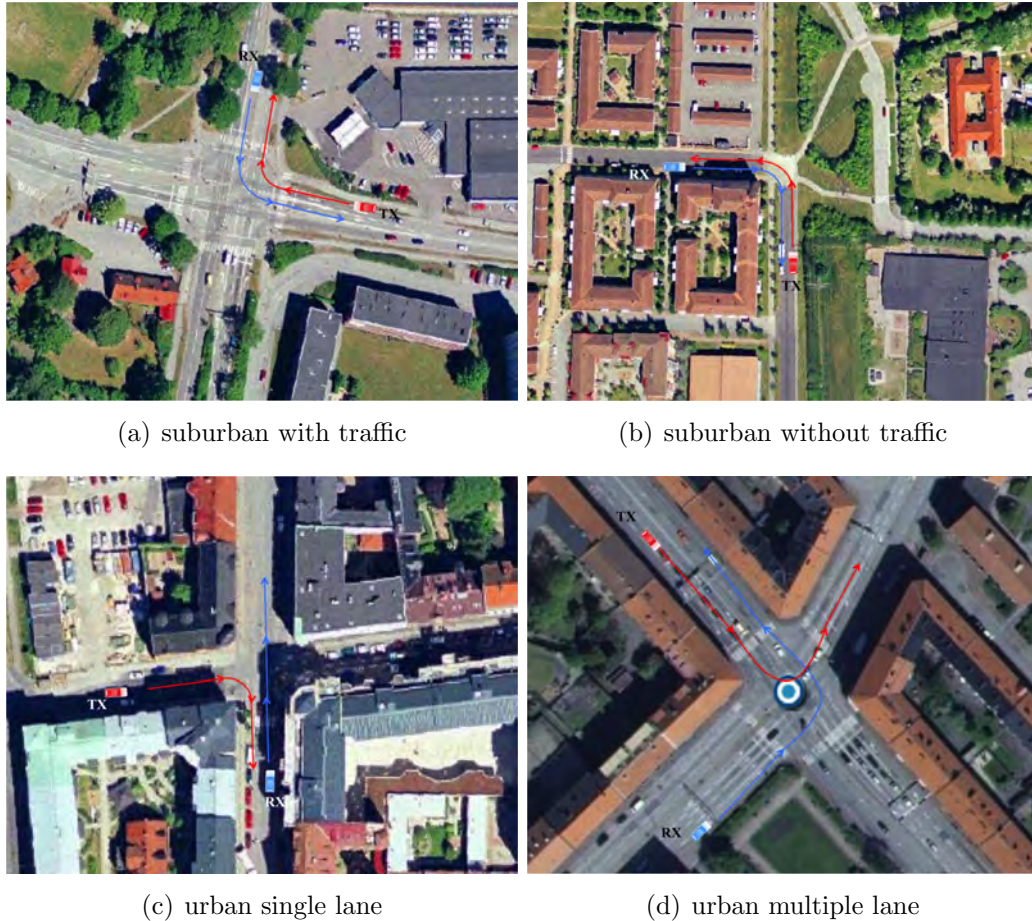 RX
TX
RX
TX
(a) suburban with traffic
(b) suburban without traffic
TX
RX
TX
RX
(c) urban single lane
(d) urban multiple lane